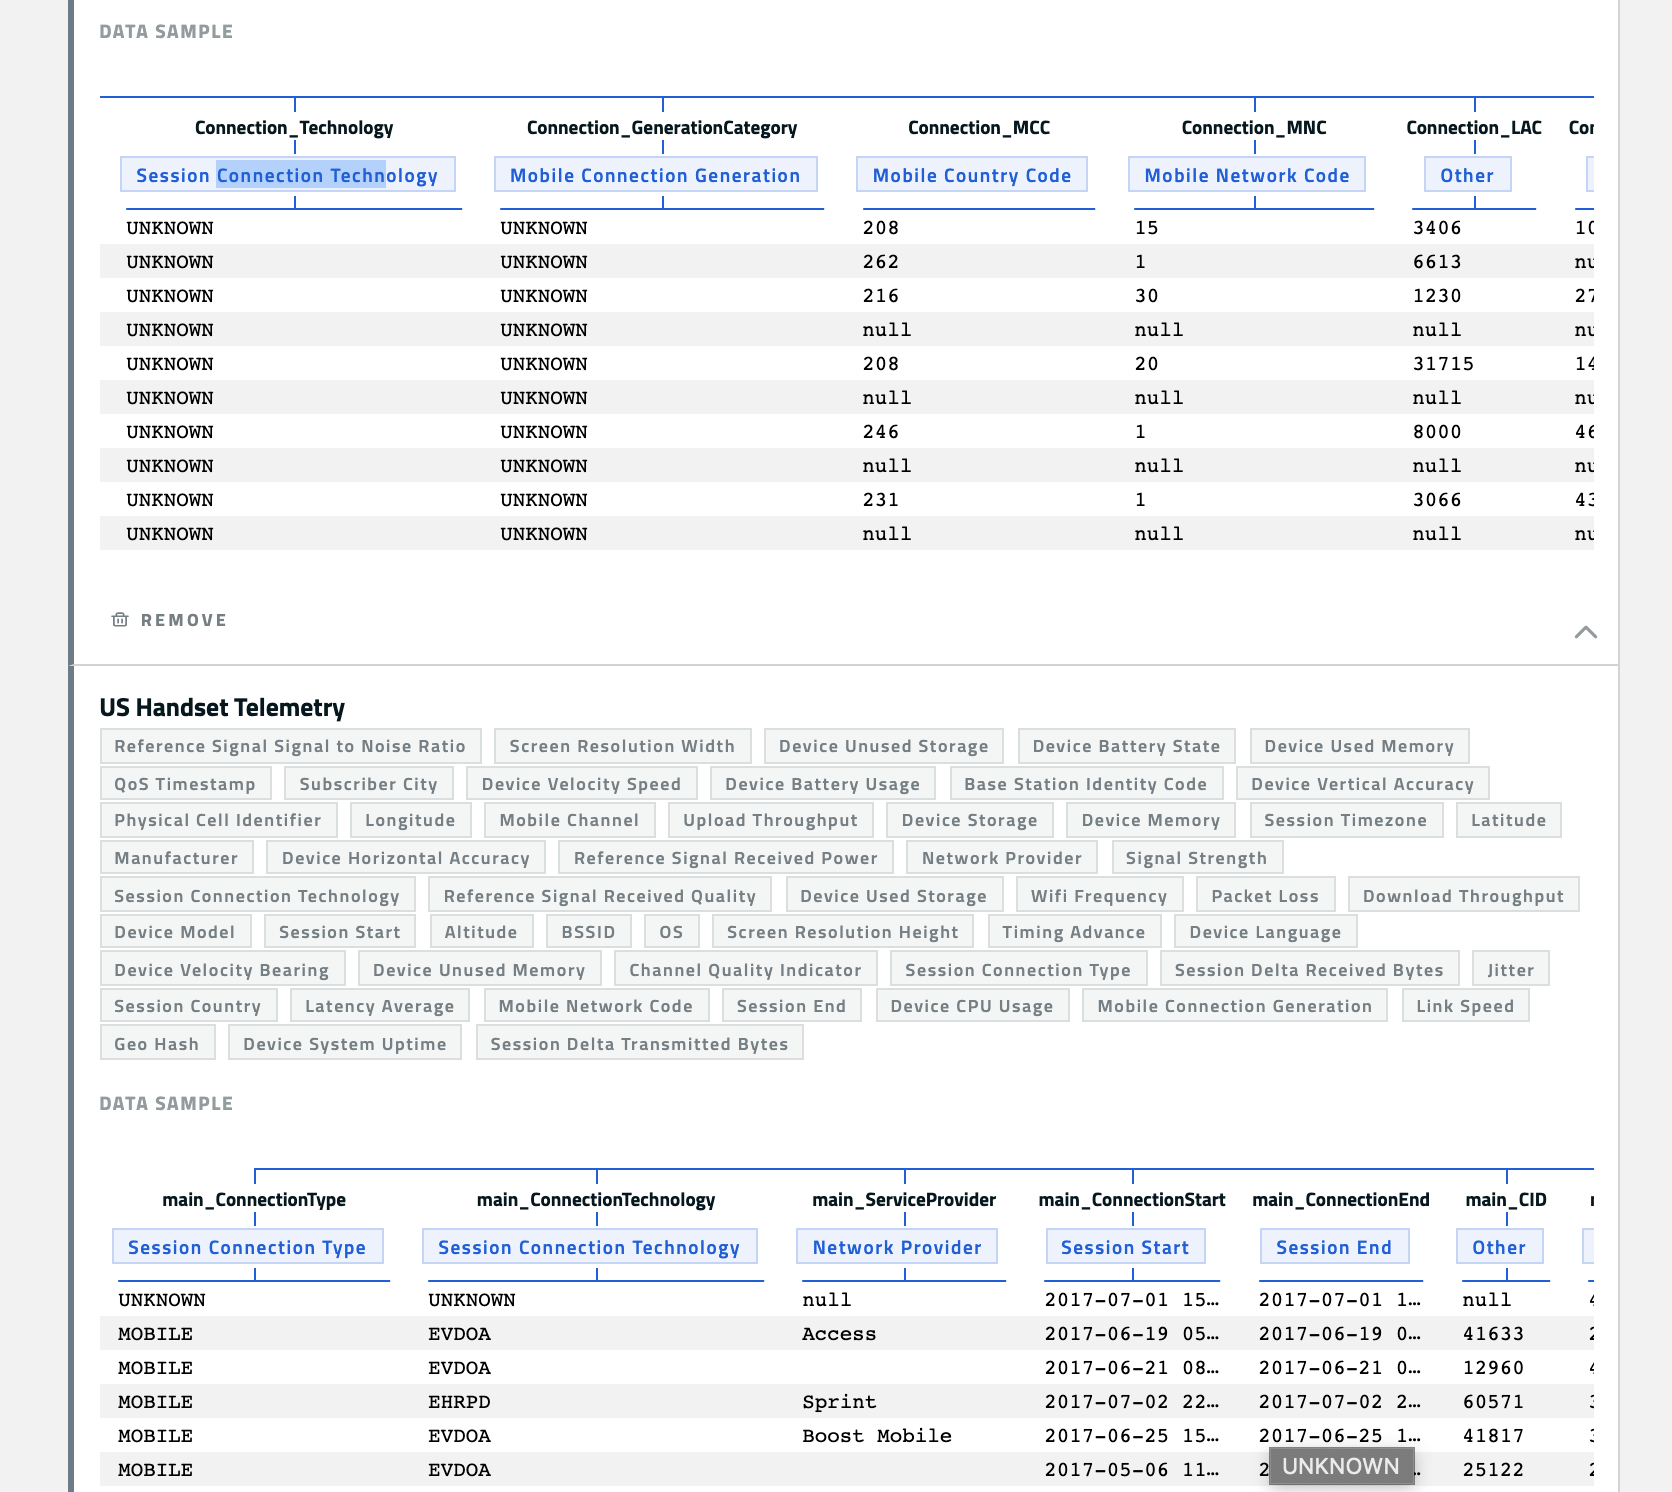 DATA SAMPLE
Connection_Technology Connection_GenerationCategory Connection_MCC Connection_MNC Connection_LAC Cor
Session Connection Technology Mobile Connection Generation Mobile Country Code Mobile Network Code Other
UNKNOWN UNKNOWN 208 15 3406 10
UNKNOWN UNKNOWN 262 1 6613 nu
UNKNOWN UNKNOWN 216 30 1230 27
UNKNOWN UNKNOWN null null null nu
UNKNOWN UNKNOWN 208 20 31715 14
UNKNOWN UNKNOWN null null null nu
UNKNOWN UNKNOWN 246 1 8000 46
UNKNOWN UNKNOWN null null null nu
UNKNOWN UNKNOWN 231 1 3066 43
UNKNOWN UNKNOWN null null null nu
REMOVE
US Handset Telemetry
Reference Signal Signal to Noise Ratio Screen Resolution Width Device Unused Storage Device Battery State Device Used Memory
QoS Timestamp Subscriber City Device Velocity Speed Device Battery Usage Base Station Identity Code Device Vertical Accuracy
Physical Cell Identifier Longitude Mobile Channel Upload Throughput Device Storage Device Memory Session Timezone Latitude
Manufacturer Device Horizontal Accuracy Reference Signal Received Power Network Provider Signal Strength
Session Connection Technology Reference Signal Received Quality Device Used Storage Wifi Frequency Packet Loss Download Throughput
Device Model Session Start Altitude BSSID OS Screen Resolution Height Timing Advance Device Language
Device Velocity Bearing Device Unused Memory Channel Quality Indicator Session Connection Type Session Delta Received Bytes Jitter
Session Country Latency Average Mobile Network Code Session End Device CPU Usage Mobile Connection Generation Link Speed
Geo Hash Device System Uptime Session Delta Transmitted Bytes
DATA SAMPLE
main_ConnectionType main_ConnectionTechnology main_ServiceProvider main_ConnectionStart main_ConnectionEnd main_CID
Session Connection Type Session Connection Technology Network Provider Session Start Session End Other
UNKNOWN UNKNOWN null 2017-07-01 15… 2017-07-01 1… null
MOBILE EVDOA Access 2017-06-19 05… 2017-06-19 0… 41633
MOBILE EVDOA 2017-06-21 08… 2017-06-21 0… 12960
MOBILE EHRPD Sprint 2017-07-02 22… 2017-07-02 2… 60571
MOBILE EVDOA Boost Mobile 2017-06-25 15… 2017-06-25 1… 41817
MOBILE EVDOA 2017-05-06 11… 2 UNKNOWN 25122